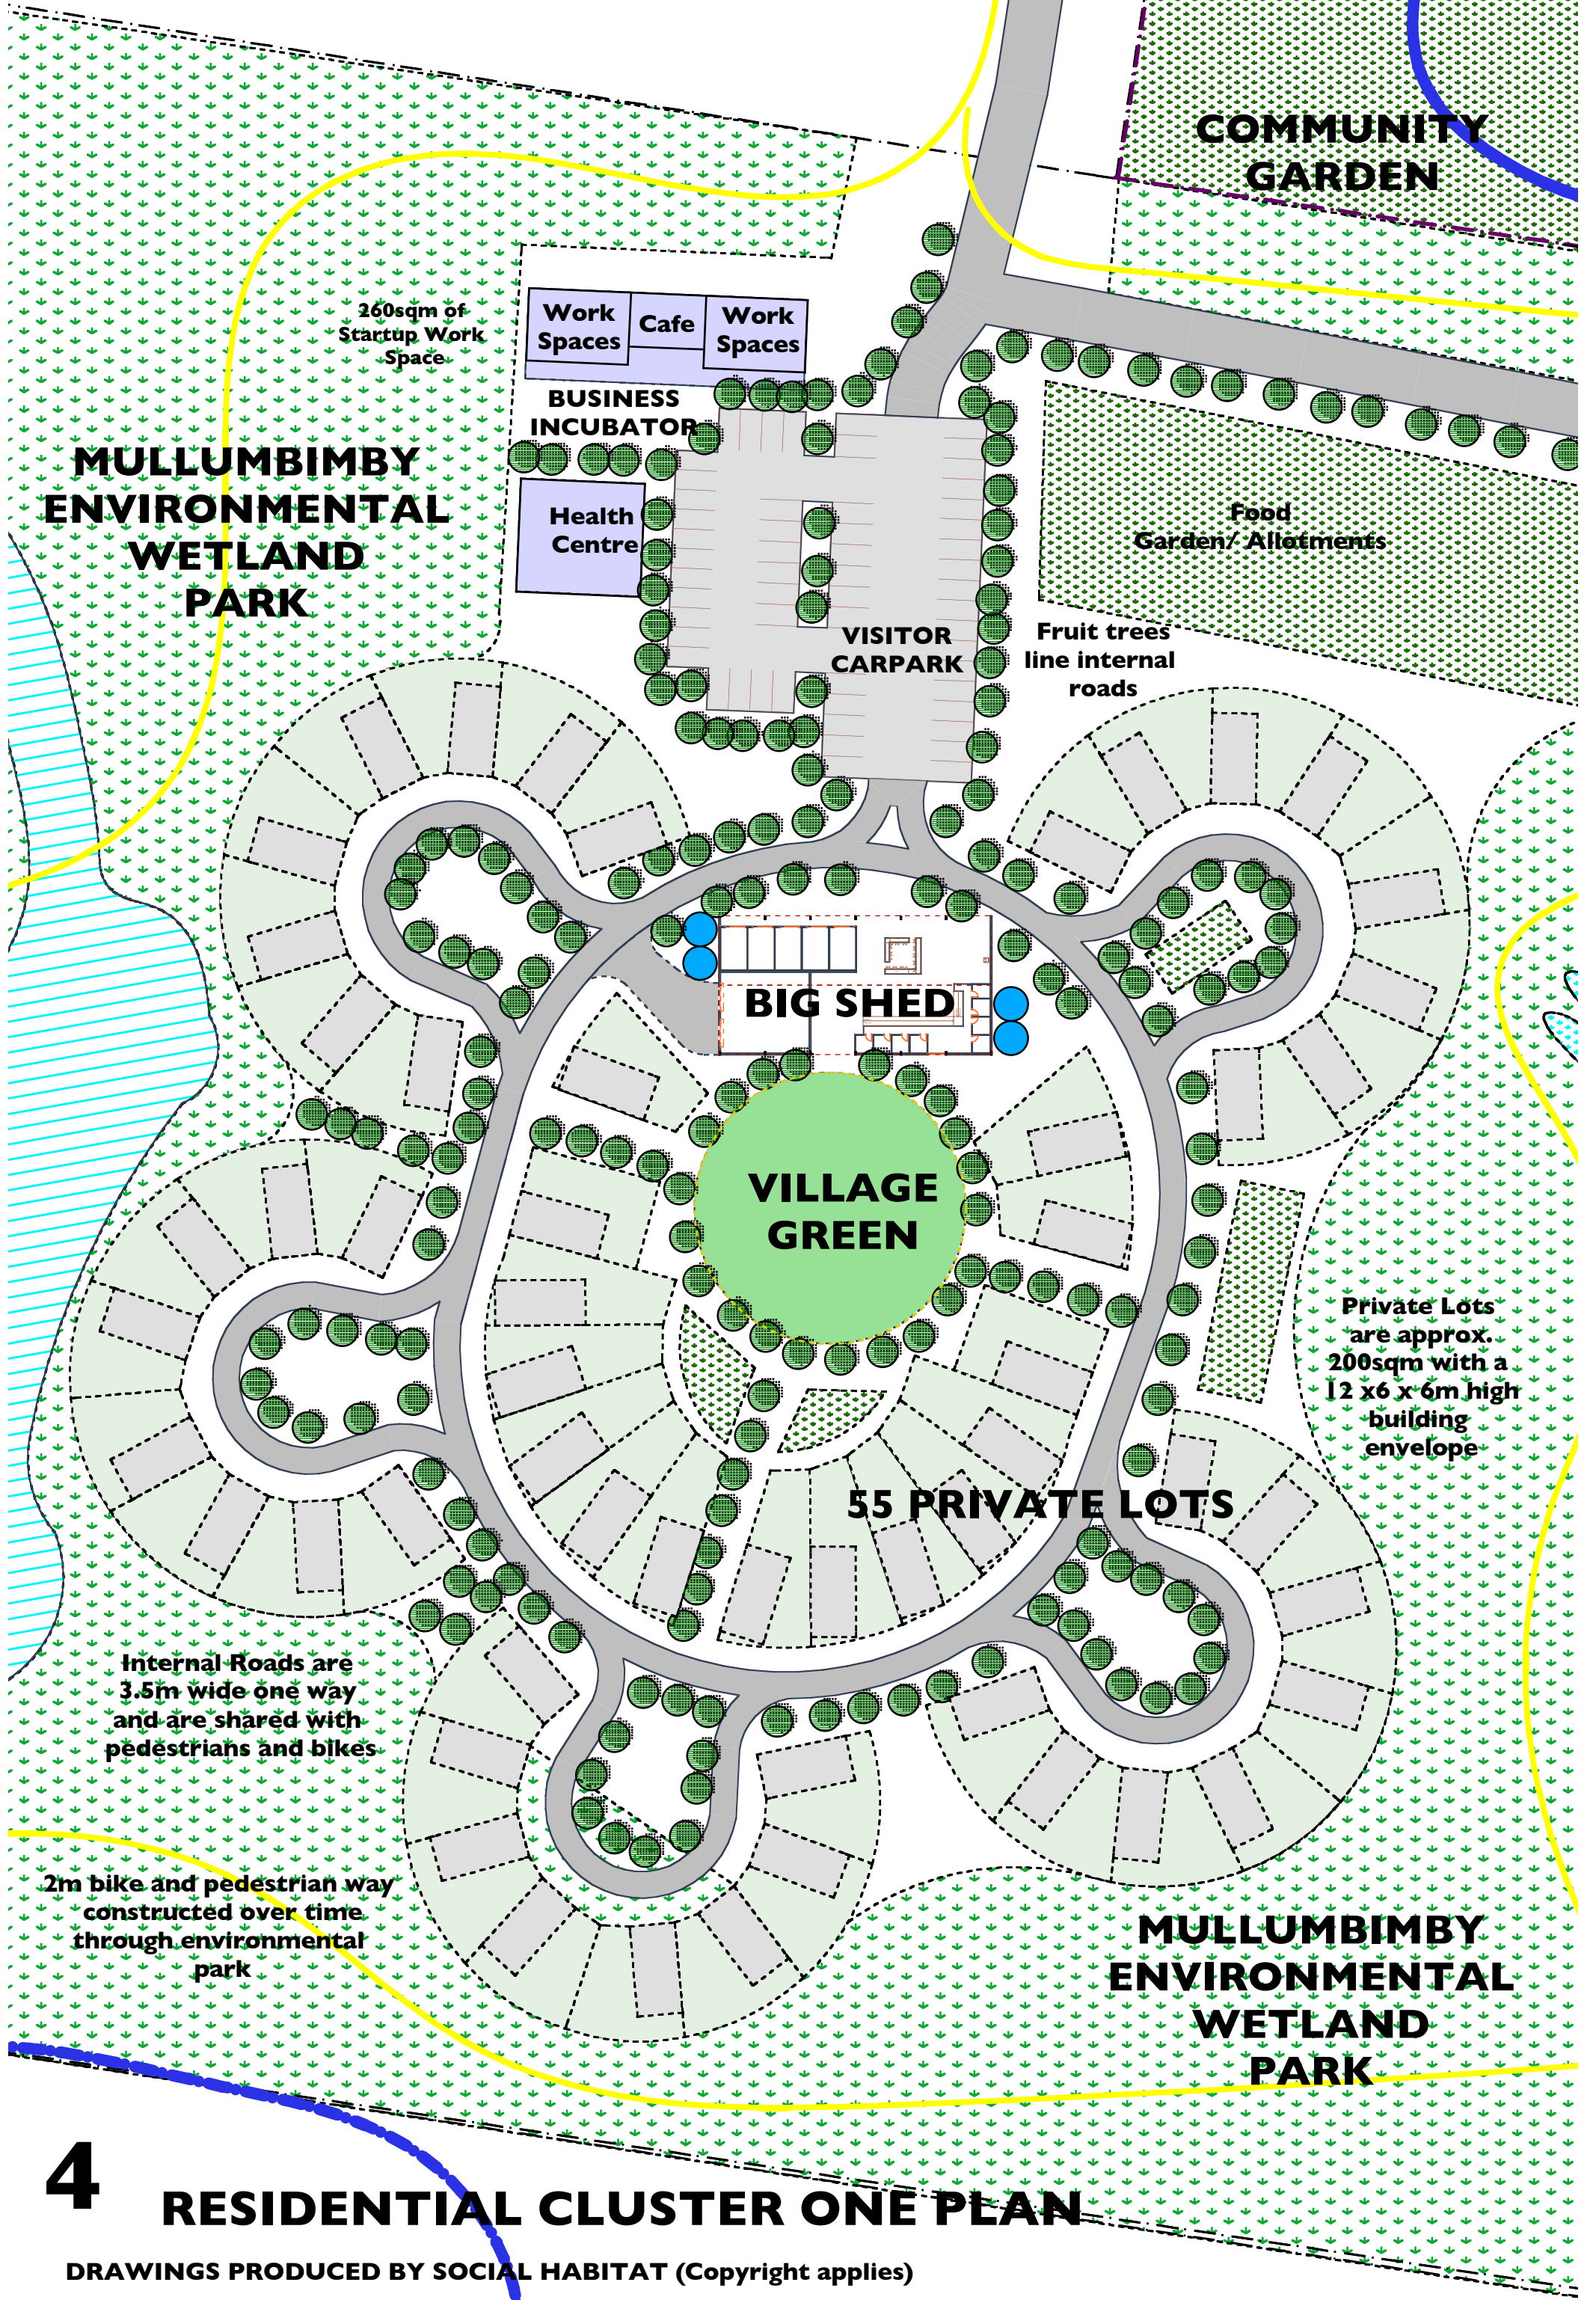 COMMUNITY
GARDEN
260sqm of
Startup Work
Space
Work
Spaces
Cafe
Work
Spaces
BUSINESS
INCUBATOR
MULLUMBIMBY
ENVIRONMENTAL
WETLAND
PARK
Health
Centre
Food
Garden/ Allotments
VISITOR
CARPARK
Fruit trees
line internal
roads
BIG SHED
VILLAGE
GREEN
Private Lots
are approx.
200sqm with a
12 x6 x 6m high
building
envelope
55 PRIVATE LOTS
Internal Roads are
3.5m wide one way
and are shared with
pedestrians and bikes
2m bike and pedestrian way
constructed over time
through environmental
park
MULLUMBIMBY
ENVIRONMENTAL
WETLAND
PARK
4
RESIDENTIAL CLUSTER ONE PLAN
DRAWINGS PRODUCED BY SOCIAL HABITAT (Copyright applies)